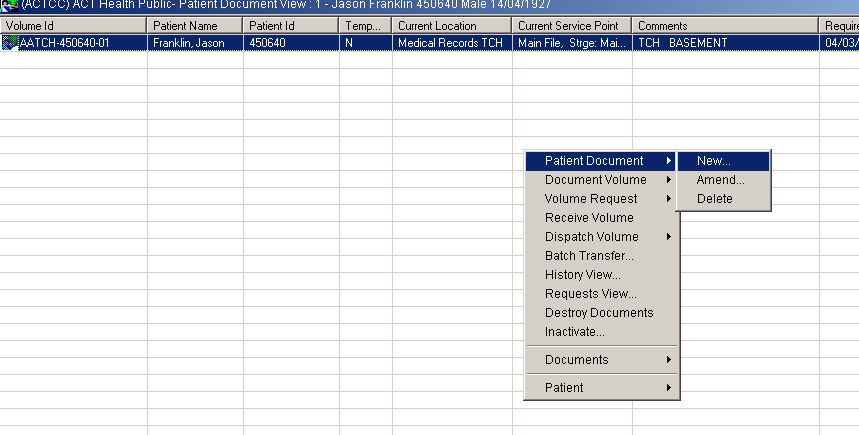 (ACTCC) ACT Health Public- Patient Document View : 1 - Jason Franklin 450640 Male 14/04/1927
Volume Id Patient Name Patient Id Temp... Current Location Current Service Point Comments Require
AATCH-450640-01 Franklin, Jason 450640 N Medical Records TCH Main File, Strge: Mai... TCH BASEMENT 04/03/
Patient Document New...
Document Volume Amend...
Volume Request Delete
Receive Volume
Dispatch Volume
Batch Transfer...
History View...
Requests View...
Destroy Documents
Inactivate...
Documents
Patient